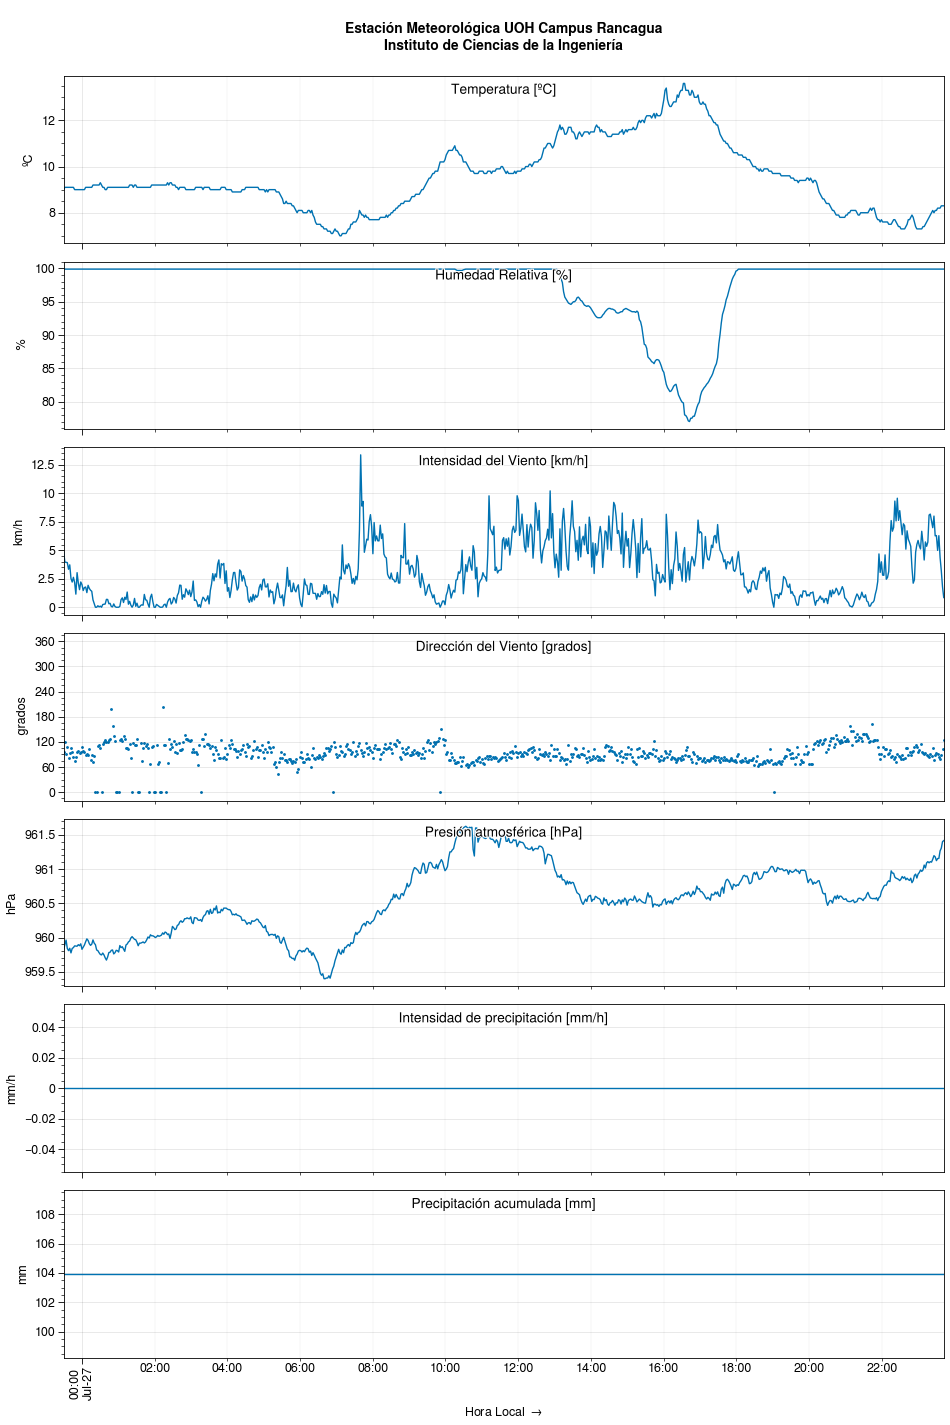 Estación Meteorológica UOH Campus Rancagua
Instituto de Ciencias de la Ingeniería
Temperatura [ºC]
ºC
12
10
8
Humedad Relativa [%]
%
100
95
90
85
80
Intensidad del Viento [km/h]
km/h
12.5
10
7.5
5
2.5
0
Dirección del Viento [grados]
grados
360
300
240
180
120
60
0
Presión atmosférica [hPa]
hPa
961.5
961
960.5
960
959.5
Intensidad de precipitación [mm/h]
mm/h
0.04
0.02
0
−0.02
−0.04
Precipitación acumulada [mm]
mm
108
106
104
102
100
00:00
Jul-27
02:00
04:00
06:00
08:00
10:00
12:00
14:00
16:00
18:00
20:00
22:00
Hora Local →